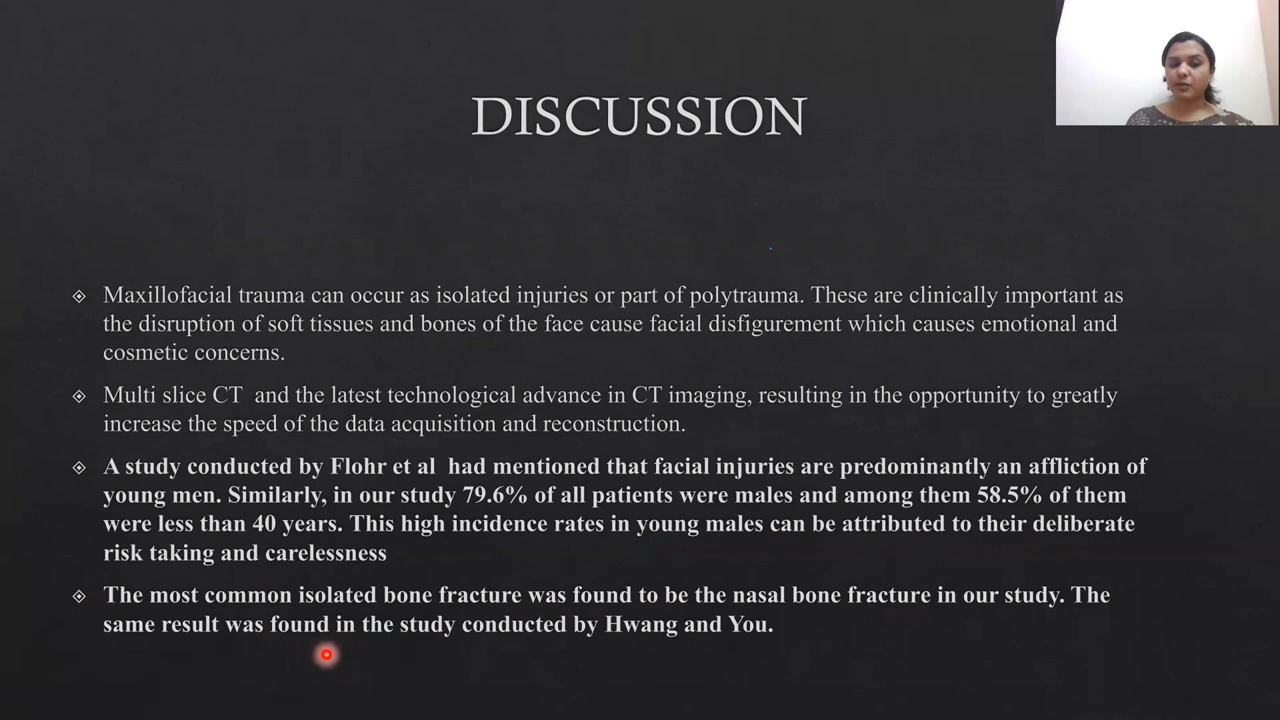 DISCUSSION
Maxillofacial trauma can occur as isolated injuries or part of polytrauma. These are clinically important as
the disruption of soft tissues and bones of the face cause facial disfigurement which causes emotional and
cosmetic concerns.
Multi slice CT and the latest technological advance in CT imaging, resulting in the opportunity to greatly
increase the speed of the data acquisition and reconstruction.
A study conducted by Flohr et al had mentioned that facial injuries are predominantly an affliction of
young men. Similarly, in our study 79.6% of all patients were males and among them 58.5% of them
were less than 40 years. This high incidence rates in young males can be attributed to their deliberate
risk taking and carelessness
The most common isolated bone fracture was found to be the nasal bone fracture in our study. The
same result was found in the study conducted by Hwang and You.